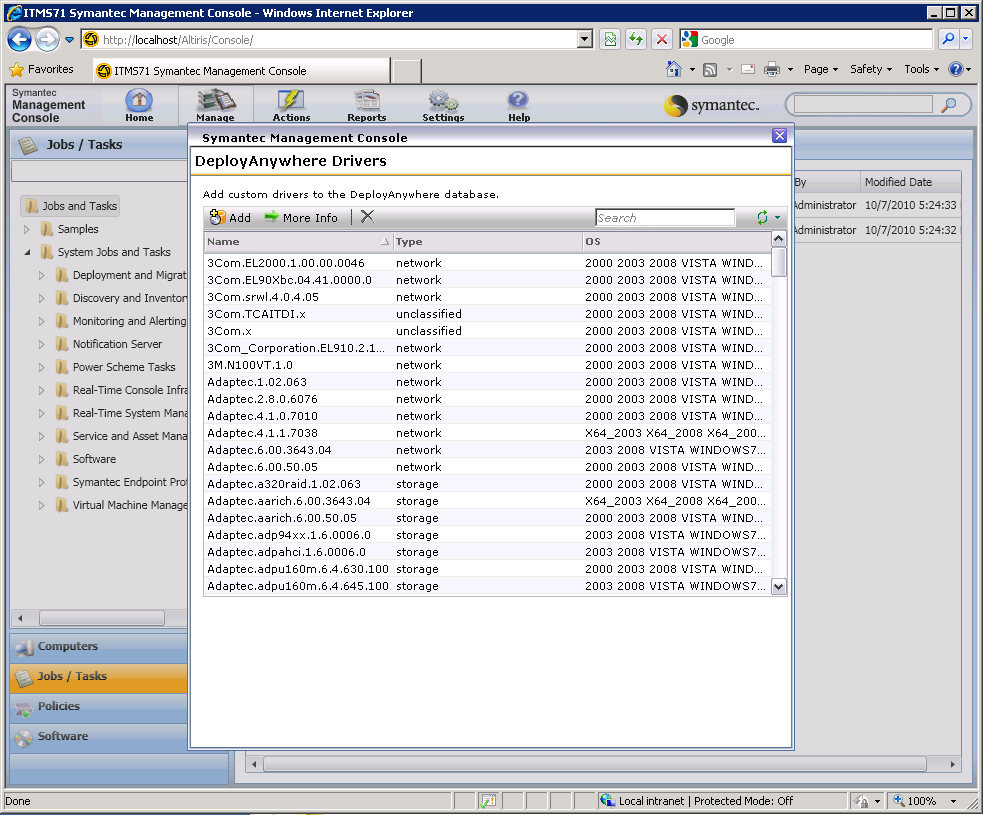 ITMS71 Symantec Management Console - Windows Internet Explorer
http://localhost/Altiris/Console/
Google
Favorites
ITMS71 Symantec Management Console
Page
Safety
Tools
Symantec
Management
Console
Home
Manage
Actions
Reports
Settings
Help
symantec.
Jobs / Tasks
Jobs and Tasks
Samples
System Jobs and Tasks
Deployment and Migrat
Discovery and Inventor
Monitoring and Alerting
Notification Server
Power Scheme Tasks
Real-Time Console Infra
Real-Time System Mana
Service and Asset Mana
Software
Symantec Endpoint Prot
Virtual Machine Manage
Computers
Jobs / Tasks
Policies
Software
Symantec Management Console
DeployAnywhere Drivers
Add custom drivers to the DeployAnywhere database.
Add
More Info
Search
Name Type OS
3Com.EL2000.1.00.00.0046 network 2000 2003 2008 VISTA WIND...
3Com.EL90Xbc.04.41.0000.0 network 2000 2003 2008 VISTA WIND...
3Com.srwl.4.0.4.05 network 2000 2003 2008 VISTA WIND...
3Com.TCAITDI.x unclassified 2000 2003 2008 VISTA WIND...
3Com.x unclassified 2000 2003 2008 VISTA WIND...
3Com_Corporation.EL910.2.1... network 2000 2003 2008 VISTA WIND...
3M.N100VT.1.0 network 2000 2003 2008 VISTA WIND...
Adaptec.1.02.063 network 2000 2003 2008 VISTA WIND...
Adaptec.2.8.0.6076 network 2000 2003 2008 VISTA WIND...
Adaptec.4.1.0.7010 network 2000 2003 2008 VISTA WIND...
Adaptec.4.1.1.7038 network X64_2003 X64_2008 X64_200...
Adaptec.6.00.3643.04 network 2003 2008 VISTA WINDOWS7...
Adaptec.6.00.50.05 network 2000 2003 2008 VISTA WIND...
Adaptec.a320raid.1.02.063 storage 2000 2003 2008 VISTA WIND...
Adaptec.aarich.6.00.3643.04 storage X64_2003 X64_2008 X64_200...
Adaptec.aarich.6.00.50.05 storage 2000 2003 2008 VISTA WIND...
Adaptec.adp94xx.1.6.0006.0 storage 2003 2008 VISTA WINDOWS7...
Adaptec.adpahci.1.6.0006.0 storage 2003 2008 VISTA WINDOWS7...
Adaptec.adpu160m.6.4.630.100 storage 2000 2003 2008 VISTA WIND...
Adaptec.adpu160m.6.4.645.100 storage 2003 2008 VISTA WINDOWS7...
By Modified Date
Administrator 10/7/2010 5:24:33
Administrator 10/7/2010 5:24:32
Done
Local intranet | Protected Mode: Off
100%